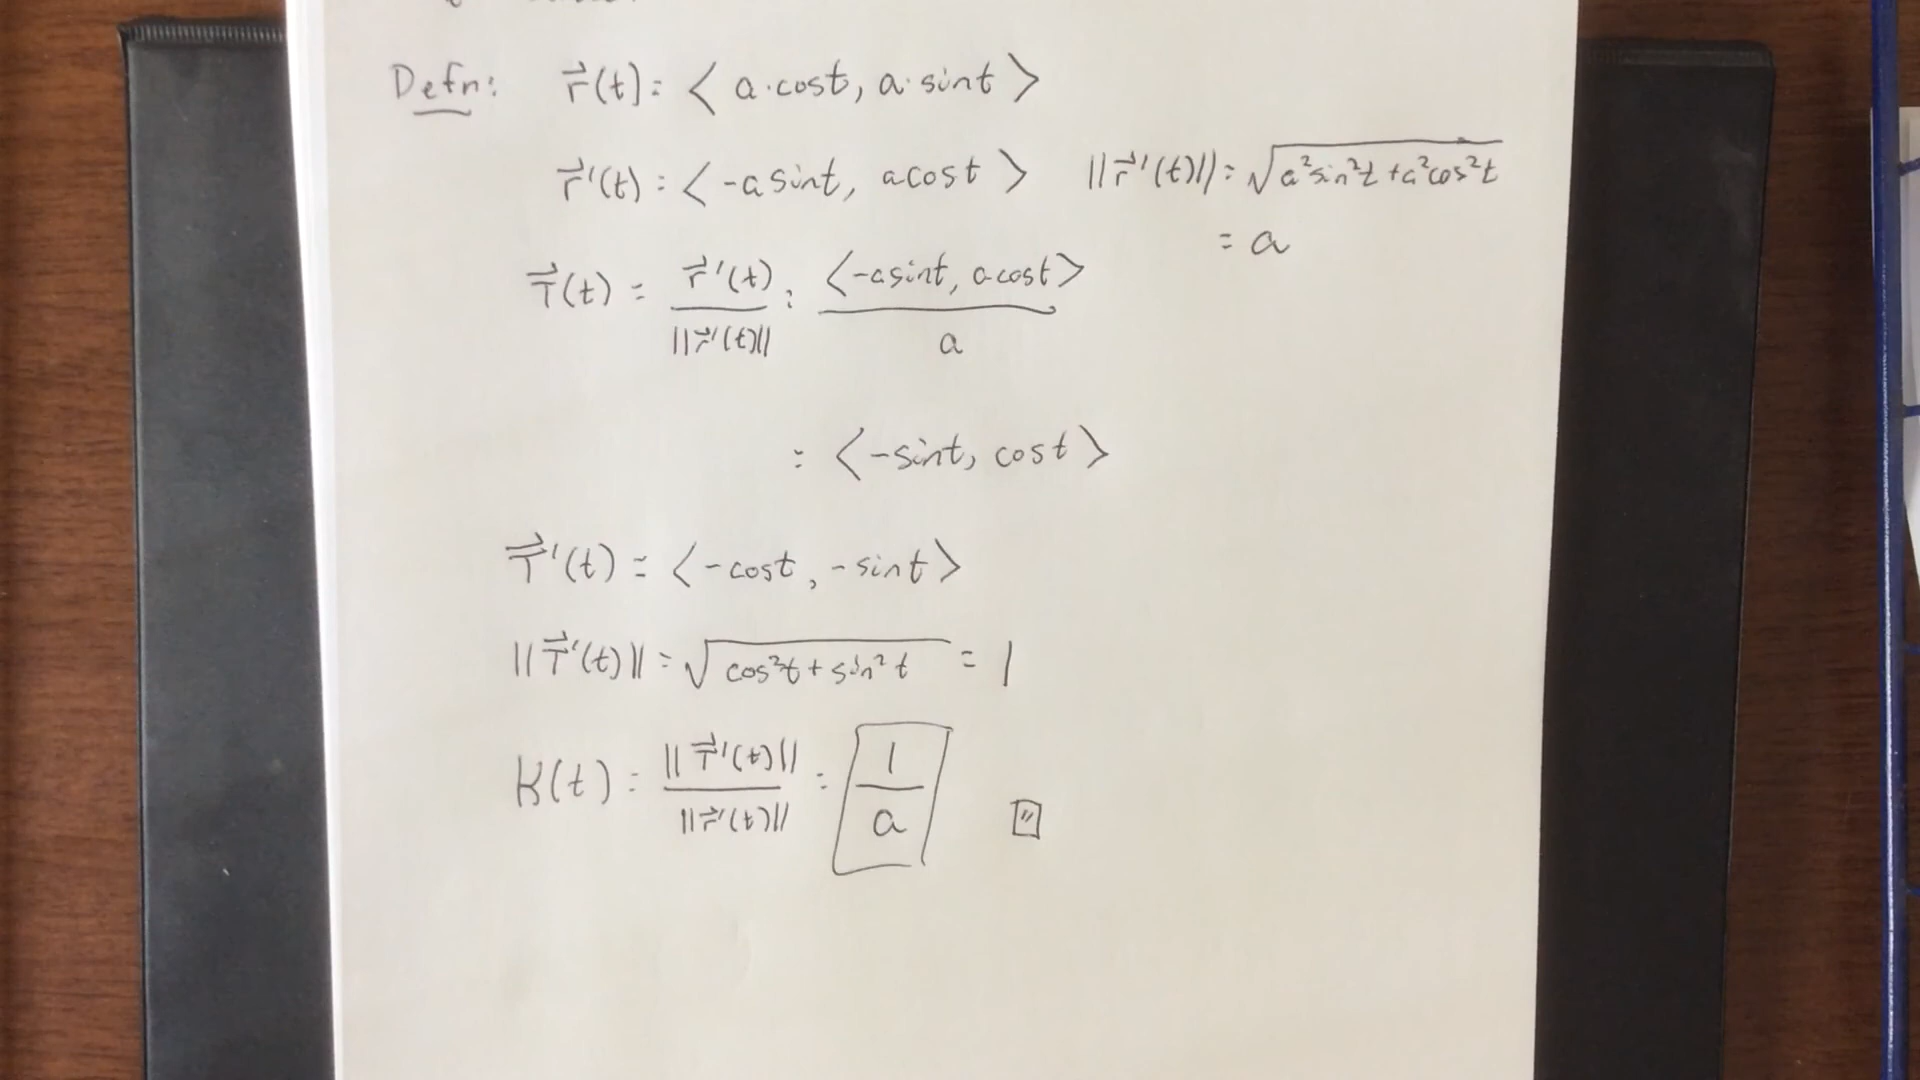 Defn: r⃗(t) = < a·cost, a·sint >
r⃗'(t) = < -a sint, a cost > ||r⃗'(t)|| = √(a²sin²t + a²cos²t)
= a
T⃗(t) = r⃗'(t) / ||r⃗'(t)|| = <-a sint, a cost> / a
= < -sint, cost >
T⃗'(t) = < -cost, -sint >
||T⃗'(t)|| = √(cos²t + sin²t) = 1
K(t) = ||T⃗'(t)|| / ||r⃗'(t)|| = 1 / a